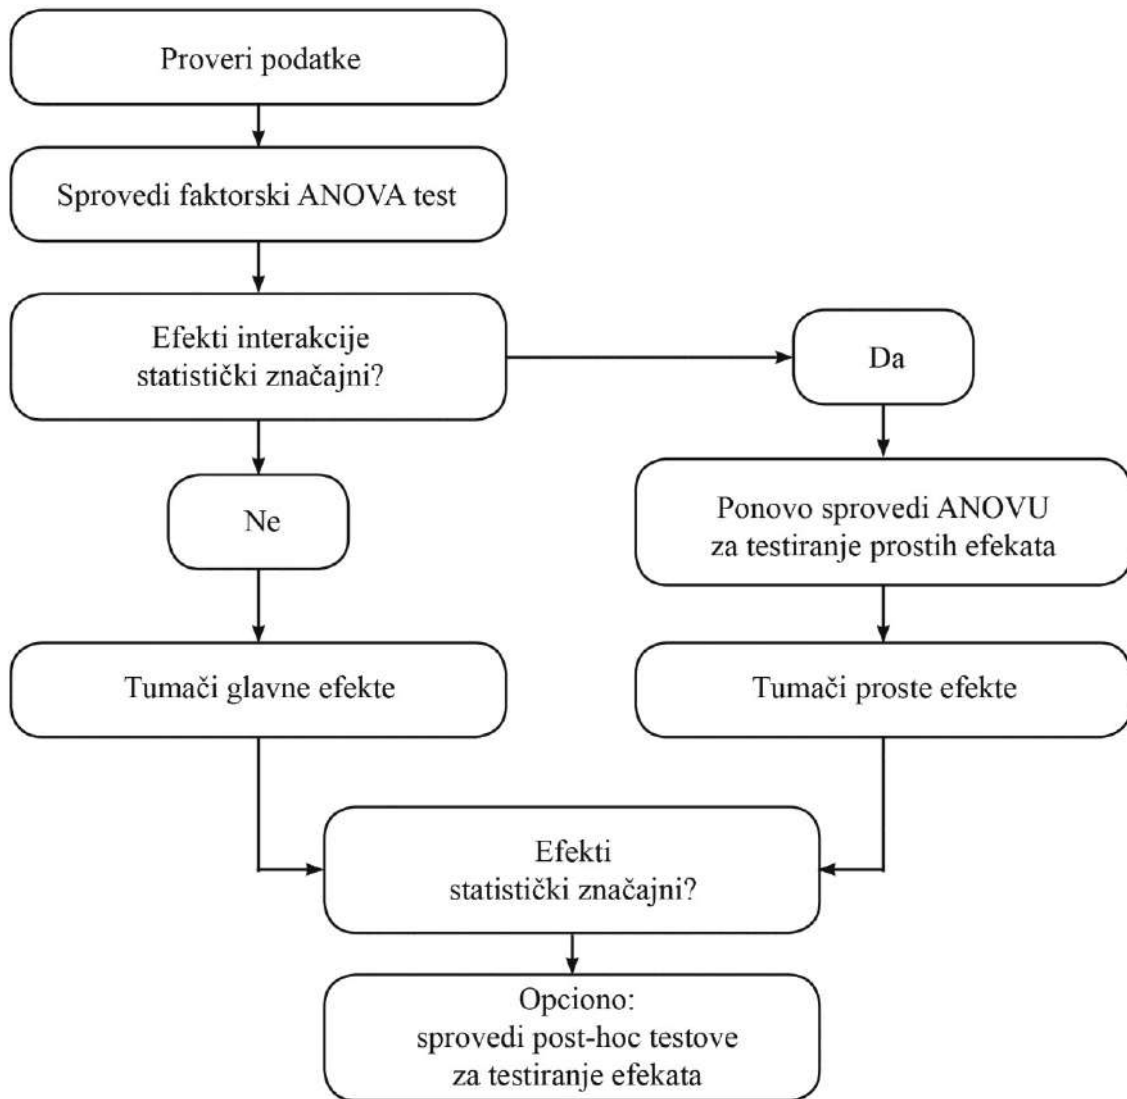 Proveri podatke
Sprovedi faktorski ANOVA test
Efekti interakcije
statistički značajni?
Da
Ne
Ponovo sprovedi ANOVU
za testiranje prostih efekata
Tumači glavne efekte
Tumači proste efekte
Efekti
statistički značajni?
Opciono:
sprovedi post-hoc testove
za testiranje efekata